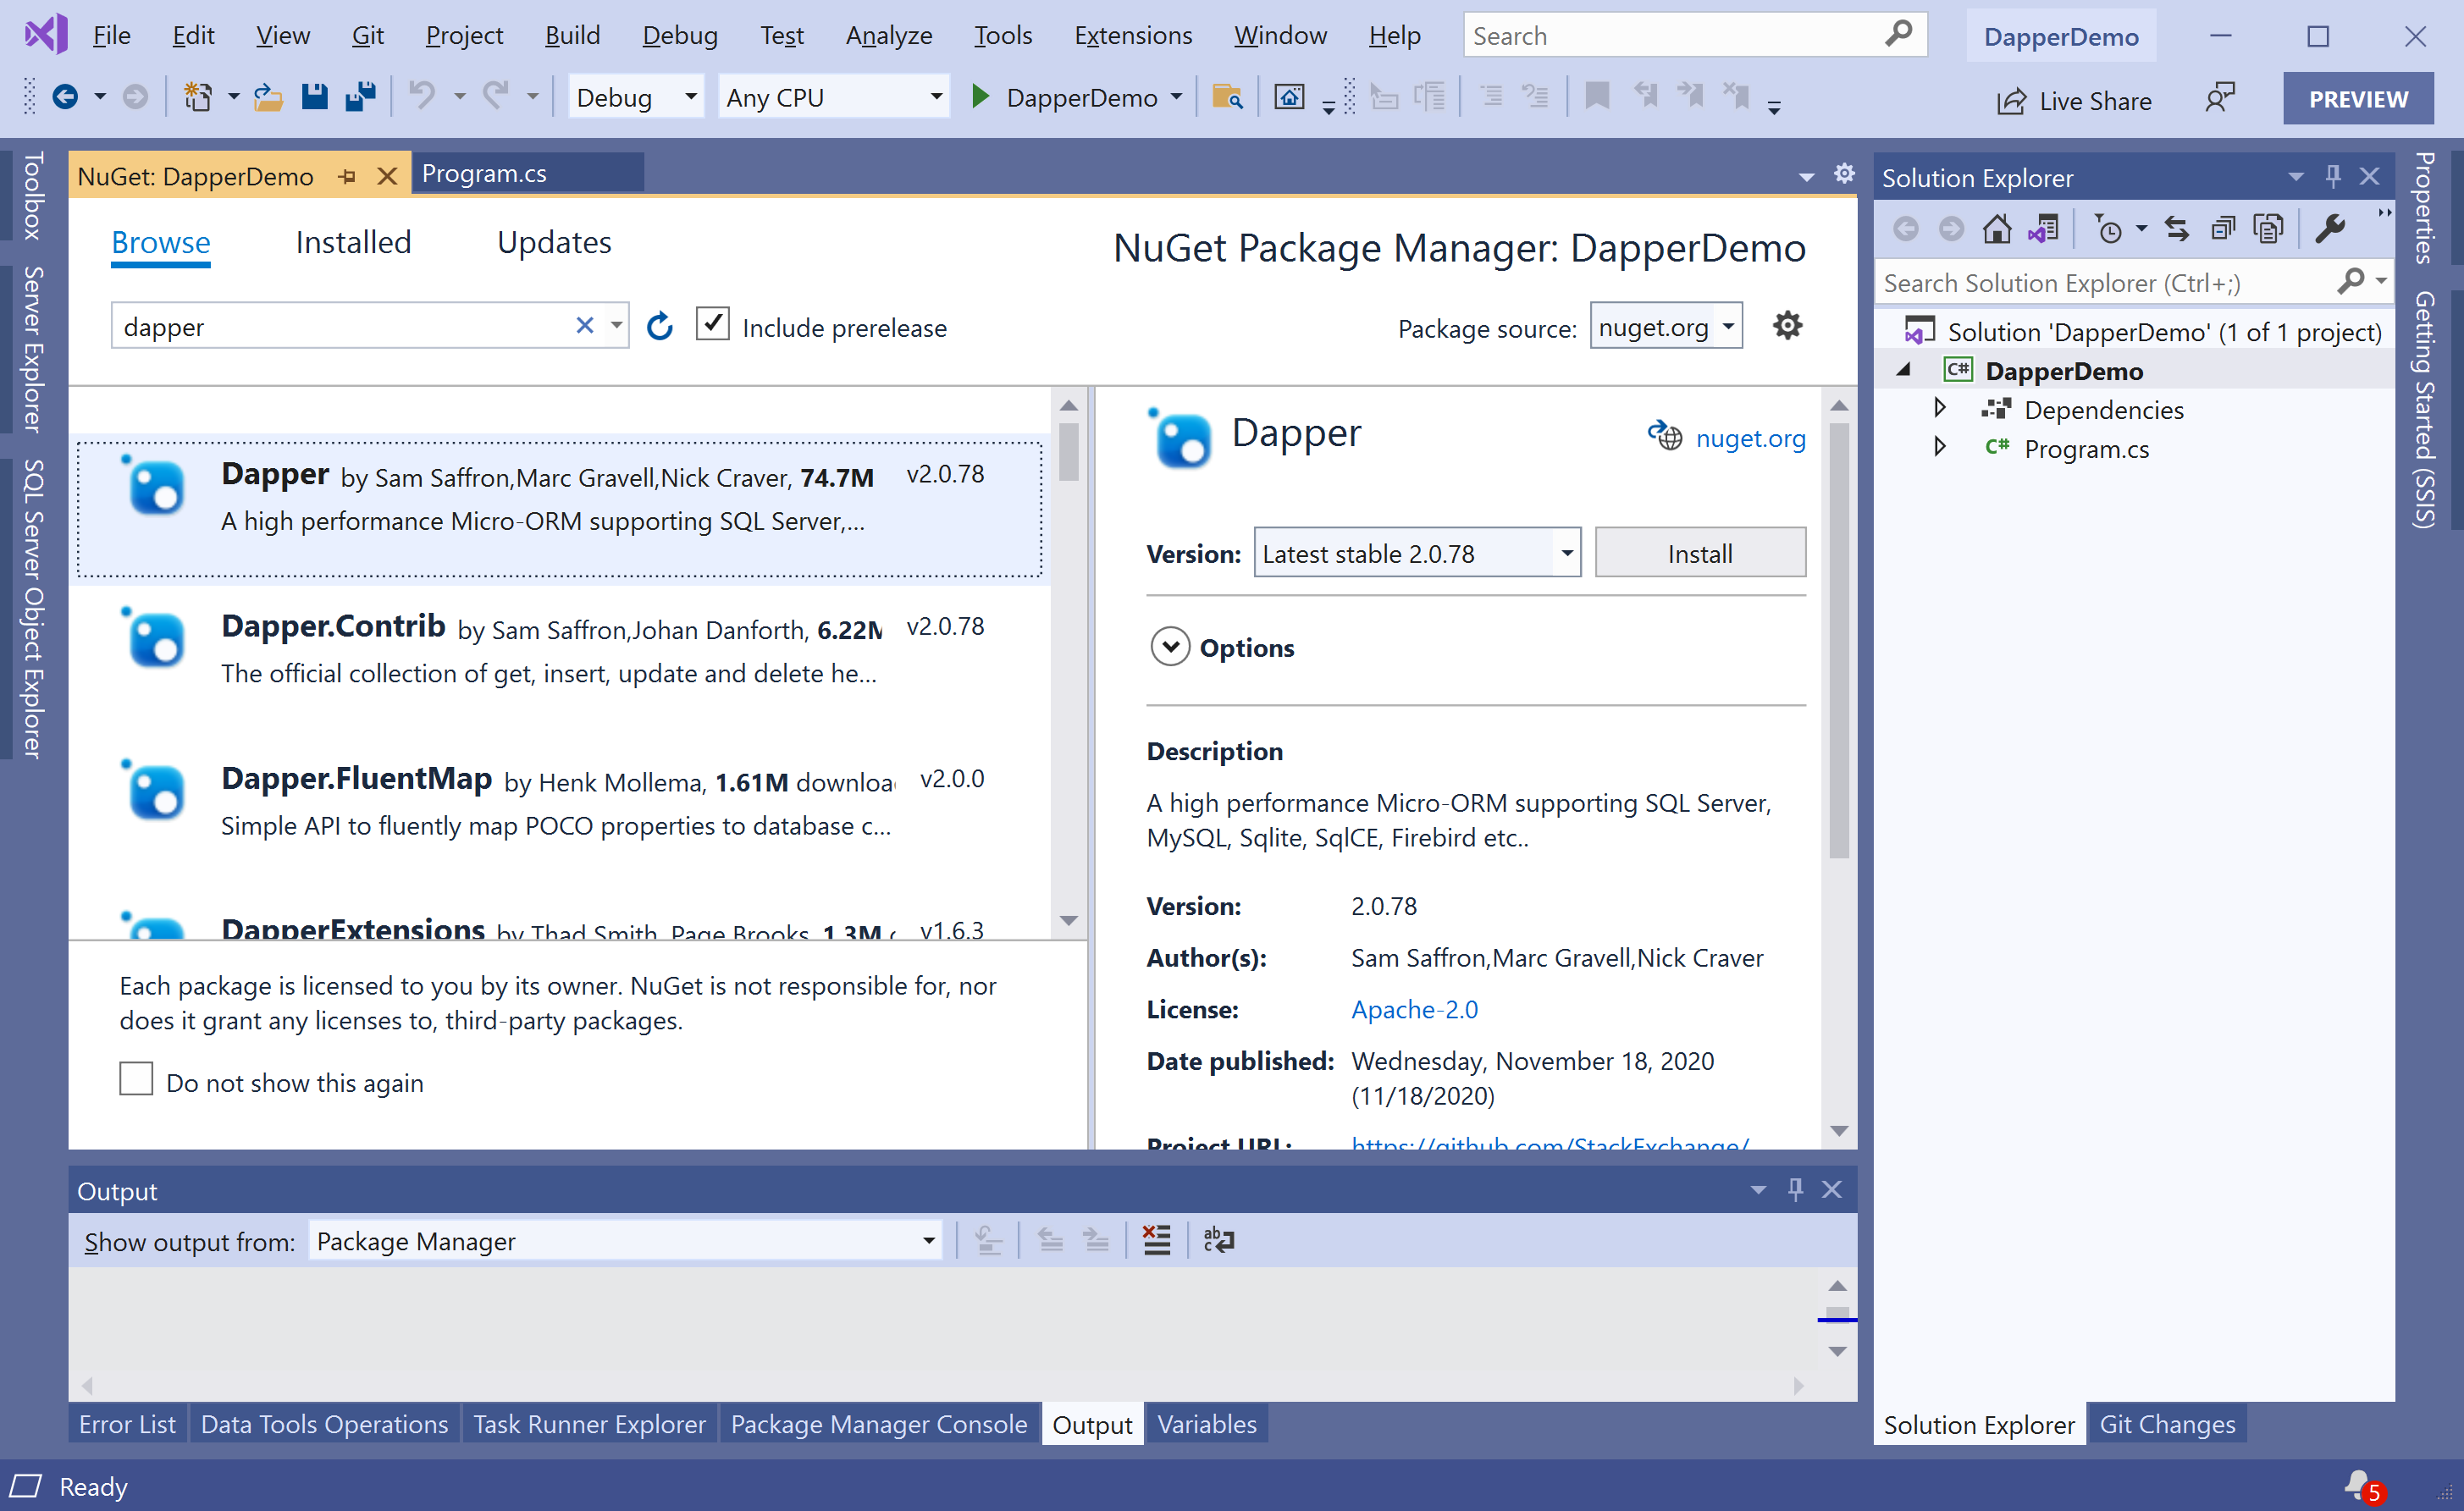 File Edit View Git Project Build Debug Test Analyze Tools Extensions Window Help Search DapperDemo
Debug Any CPU DapperDemo Live Share PREVIEW
Toolbox
Server Explorer
SQL Server Object Explorer
NuGet: DapperDemo Program.cs
Browse Installed Updates
NuGet Package Manager: DapperDemo
dapper Include prerelease Package source: nuget.org
Dapper by Sam Saffron,Marc Gravell,Nick Craver, 74.7M v2.0.78
A high performance Micro-ORM supporting SQL Server,...
Dapper.Contrib by Sam Saffron,Johan Danforth, 6.22M v2.0.78
The official collection of get, insert, update and delete he...
Dapper.FluentMap by Henk Mollema, 1.61M downloa v2.0.0
Simple API to fluently map POCO properties to database c...
DapperExtensions by Thad Smith, Page Brooks, 1.3M v1.6.3
Each package is licensed to you by its owner. NuGet is not responsible for, nor
does it grant any licenses to, third-party packages.
Do not show this again
Dapper nuget.org
Version: Latest stable 2.0.78 Install
Options
Description
A high performance Micro-ORM supporting SQL Server,
MySQL, Sqlite, SqlCE, Firebird etc..
Version: 2.0.78
Author(s): Sam Saffron,Marc Gravell,Nick Craver
License: Apache-2.0
Date published: Wednesday, November 18, 2020
(11/18/2020)
Project URL: https://github.com/StackExchange/
Output
Show output from: Package Manager
Error List Data Tools Operations Task Runner Explorer Package Manager Console Output Variables
Solution Explorer
Search Solution Explorer (Ctrl+;)
Solution 'DapperDemo' (1 of 1 project)
C# DapperDemo
Dependencies
C# Program.cs
Solution Explorer Git Changes
Properties
Getting Started (SSIS)
Ready 5